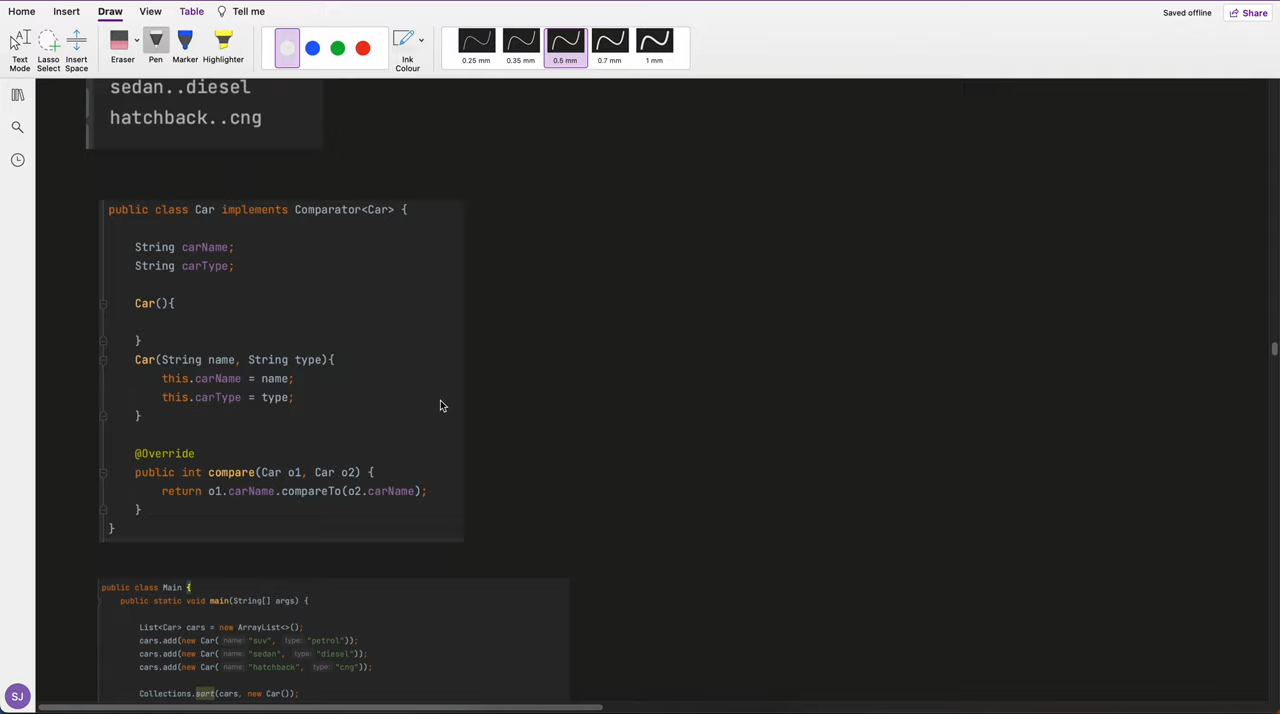 Home Insert Draw View Table Tell me Saved offline Share
Text Mode Lasso Select Insert Space Eraser Pen Marker Highlighter Ink Colour 0.25 mm 0.35 mm 0.5 mm 0.7 mm 1 mm
sedan..diesel
hatchback..cng
public class Car implements Comparator<Car> {
String carName;
String carType;
Car(){
}
Car(String name, String type){
this.carName = name;
this.carType = type;
}
@Override
public int compare(Car o1, Car o2) {
return o1.carName.compareTo(o2.carName);
}
}
public class Main {
public static void main(String[] args) {
List<Car> cars = new ArrayList<>();
cars.add(new Car( name: "suv", type: "petrol"));
cars.add(new Car( name: "sedan", type: "diesel"));
cars.add(new Car( name: "hatchback", type: "cng"));
Collections.sort(cars, new Car());
SJ